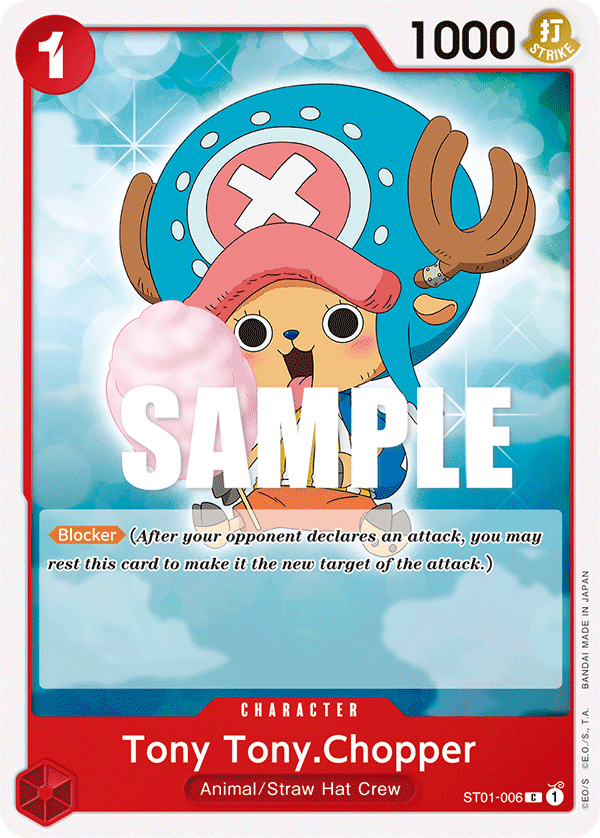 1
1000
打
STRIKE
SAMPLE
Blocker (After your opponent declares an attack, you may
rest this card to make it the new target of the attack.)
CHARACTER
Tony Tony.Chopper
Animal/Straw Hat Crew
ST01-006 C 1
©EO/S ©E.O./S., T.A. BANDAI MADE IN JAPAN